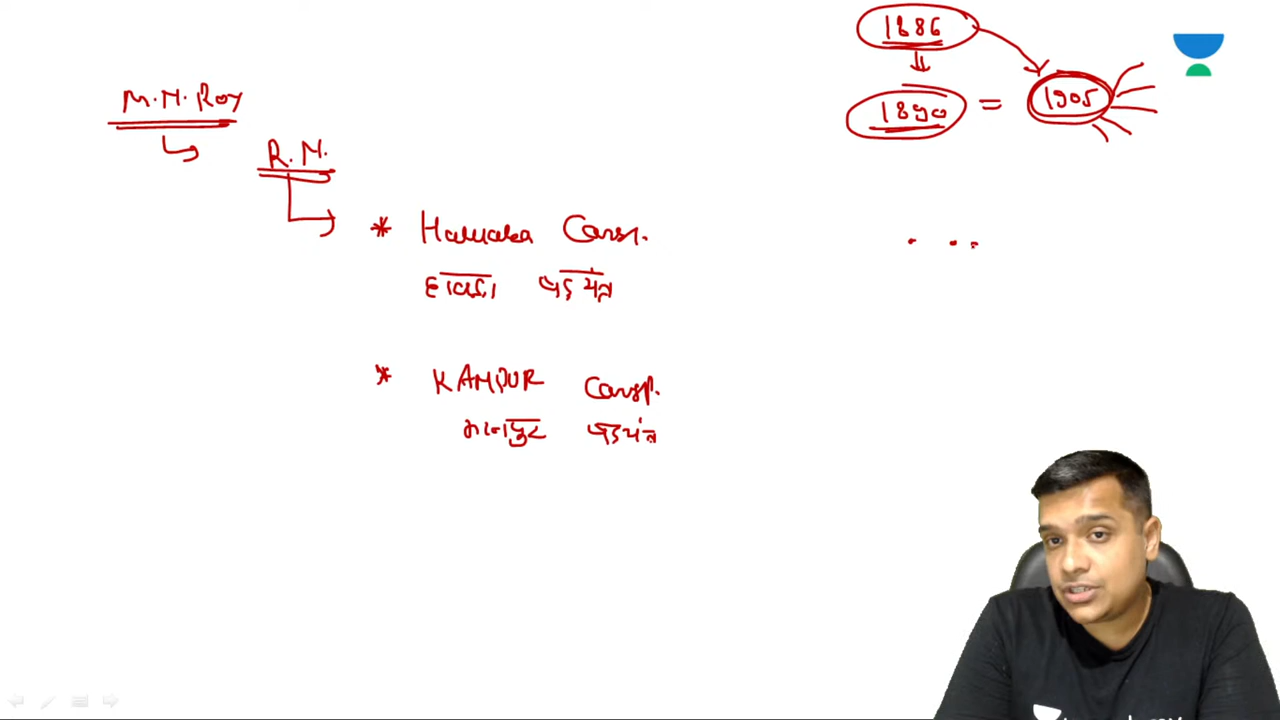 M.N. Roy
R.N.
* Hawaka Consp.
हावड़ा षड़यंत्र
* KANPUR Consp.
कानपुर षड़यंत्र
1886
1890 = 1905